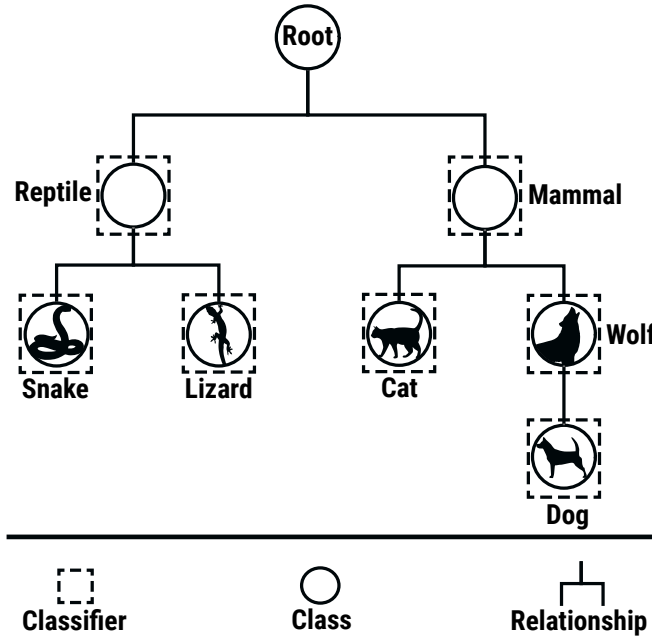 Root
Reptile
Mammal
Snake
Lizard
Cat
Wolf
Dog
Classifier
Class
Relationship